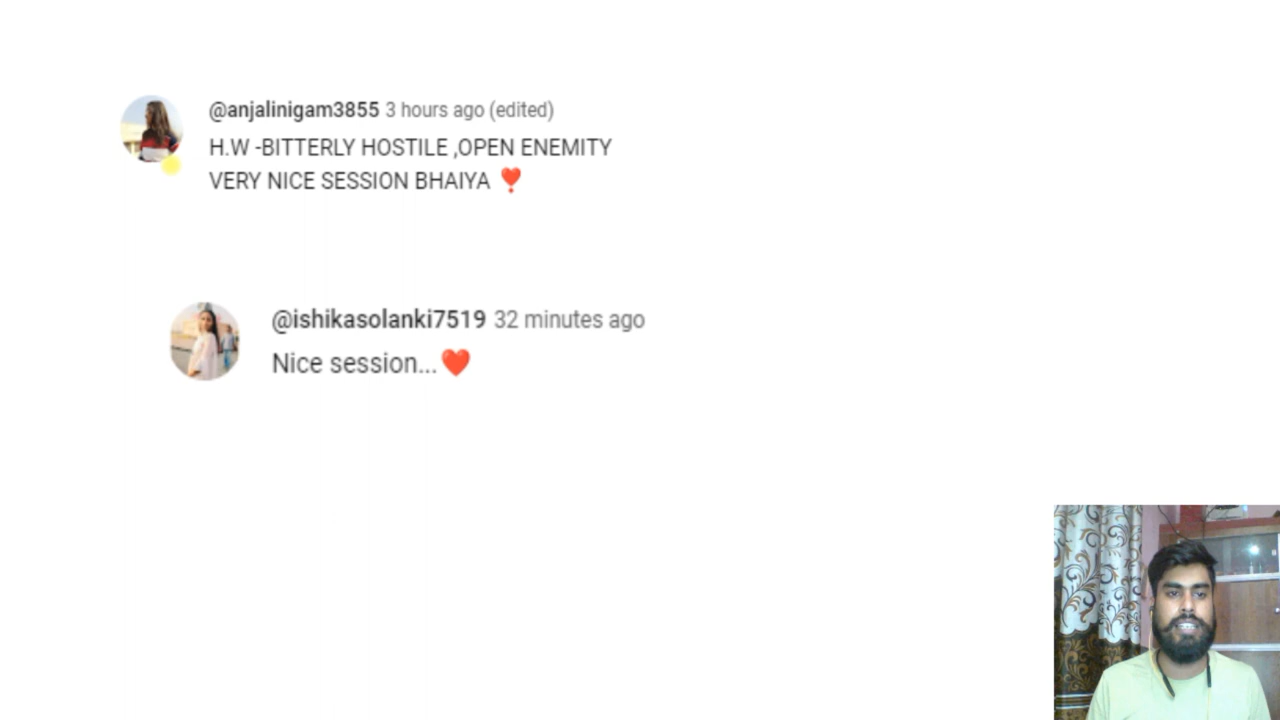 @anjalinigam3855 3 hours ago (edited)
H.W -BITTERLY HOSTILE ,OPEN ENEMITY
VERY NICE SESSION BHAIYA ❣️
@ishikasolanki7519 32 minutes ago
Nice session...❤️